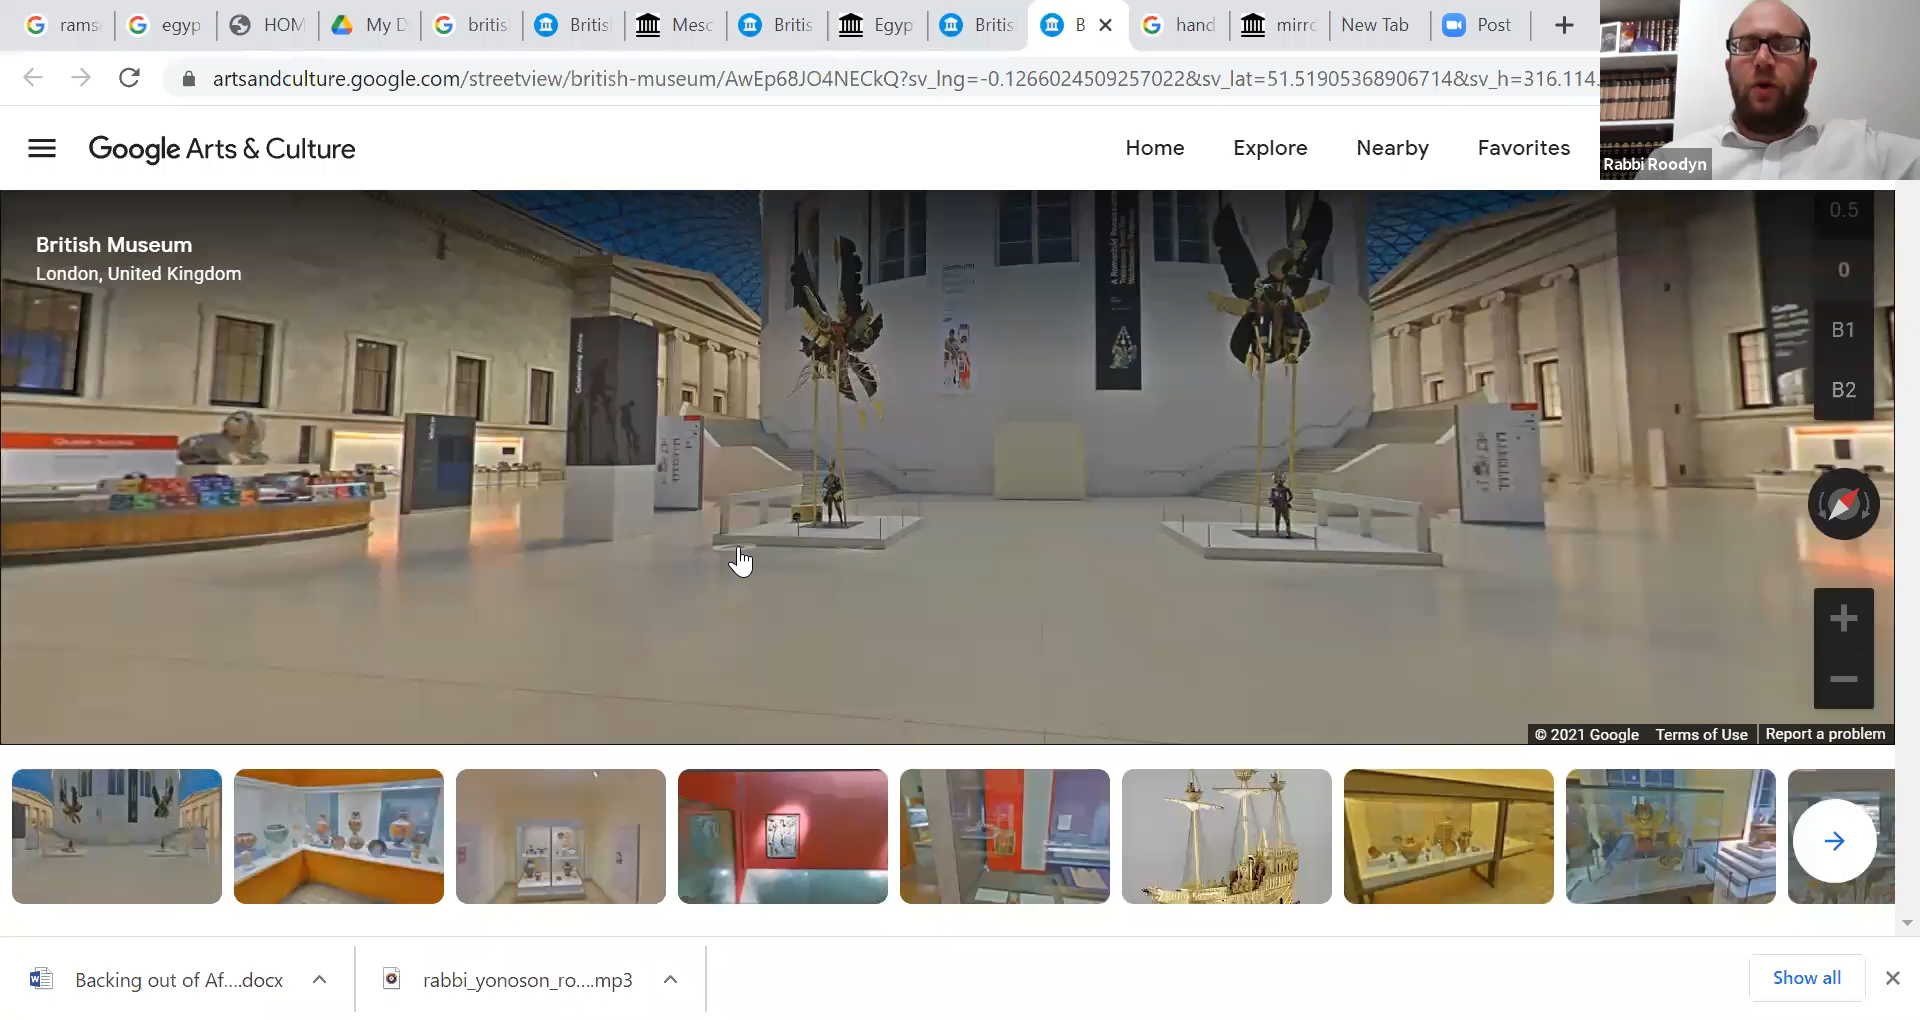 rams
egyp
HOM
My D
britis
Britis
Mesc
Britis
Egyp
Britis
B
hand
mirro
New Tab
Post
artsandculture.google.com/streetview/british-museum/AwEp68JO4NECkQ?sv_lng=-0.1266024509257022&sv_lat=51.51905368906714&sv_h=316.114.
Google Arts & Culture
Home
Explore
Nearby
Favorites
Rabbi Roodyn
British Museum
London, United Kingdom
Celebrating Africa
0.5
0
B1
B2
© 2021 Google
Terms of Use
Report a problem
Backing out of Af....docx
rabbi_yonoson_ro....mp3
Show all